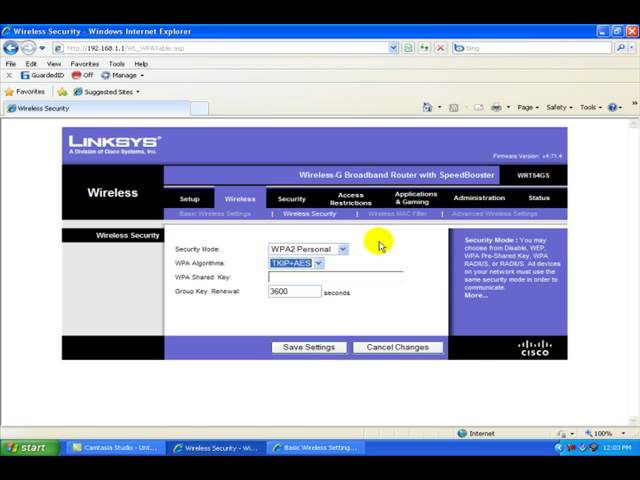 Wireless Security - Windows Internet Explorer
http://192.168.1.1/WL_WPATable.asp
Bing
File Edit View Favorites Tools Help
x GuardedID Off Manage
Favorites Suggested Sites
Wireless Security
Page Safety Tools
LINKSYS®
A Division of Cisco Systems, Inc.
Firmware Version: v4.71.4
Wireless-G Broadband Router with SpeedBooster WRT54GS
Wireless
Setup Wireless Security Access Restrictions Applications & Gaming Administration Status
Basic Wireless Settings | Wireless Security | Wireless MAC Filter | Advanced Wireless Settings
Wireless Security
Security Mode: WPA2 Personal
WPA Algorithms: TKIP+AES
WPA Shared Key:
Group Key Renewal: 3600 seconds
Security Mode : You may
choose from Disable, WEP,
WPA Pre-Shared Key, WPA
RADIUS, or RADIUS. All
devices on your network must
use the same security mode in order to
communicate.
More...
Save Settings Cancel Changes
CISCO
Internet 100%
start Camtasia Studio - Unt... Wireless Security - Wi... Basic Wireless Setting... 12:03 PM